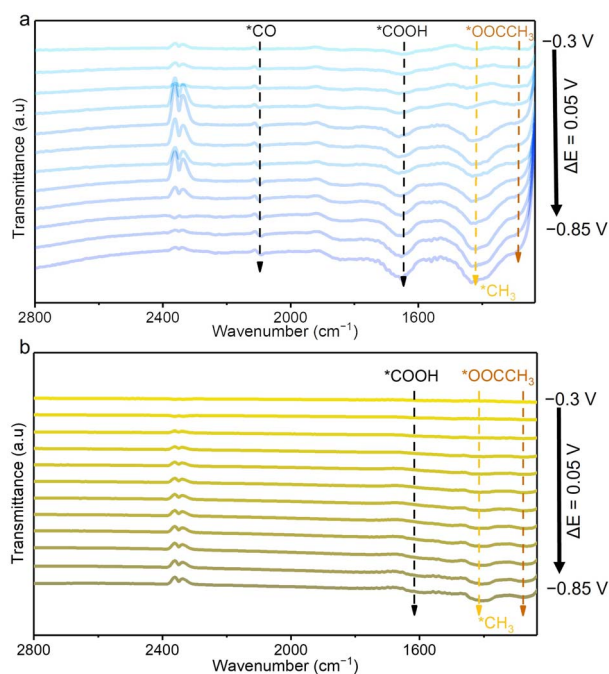 a
*CO
*COOH
*OOCCH₃
−0.3 V
ΔE = 0.05 V
−0.85 V
*CH₃
Transmittance (a.u)
2800
2400
2000
1600
Wavenumber (cm⁻¹)
b
*COOH
*OOCCH₃
−0.3 V
ΔE = 0.05 V
−0.85 V
*CH₃
Transmittance (a.u)
2800
2400
2000
1600
Wavenumber (cm⁻¹)